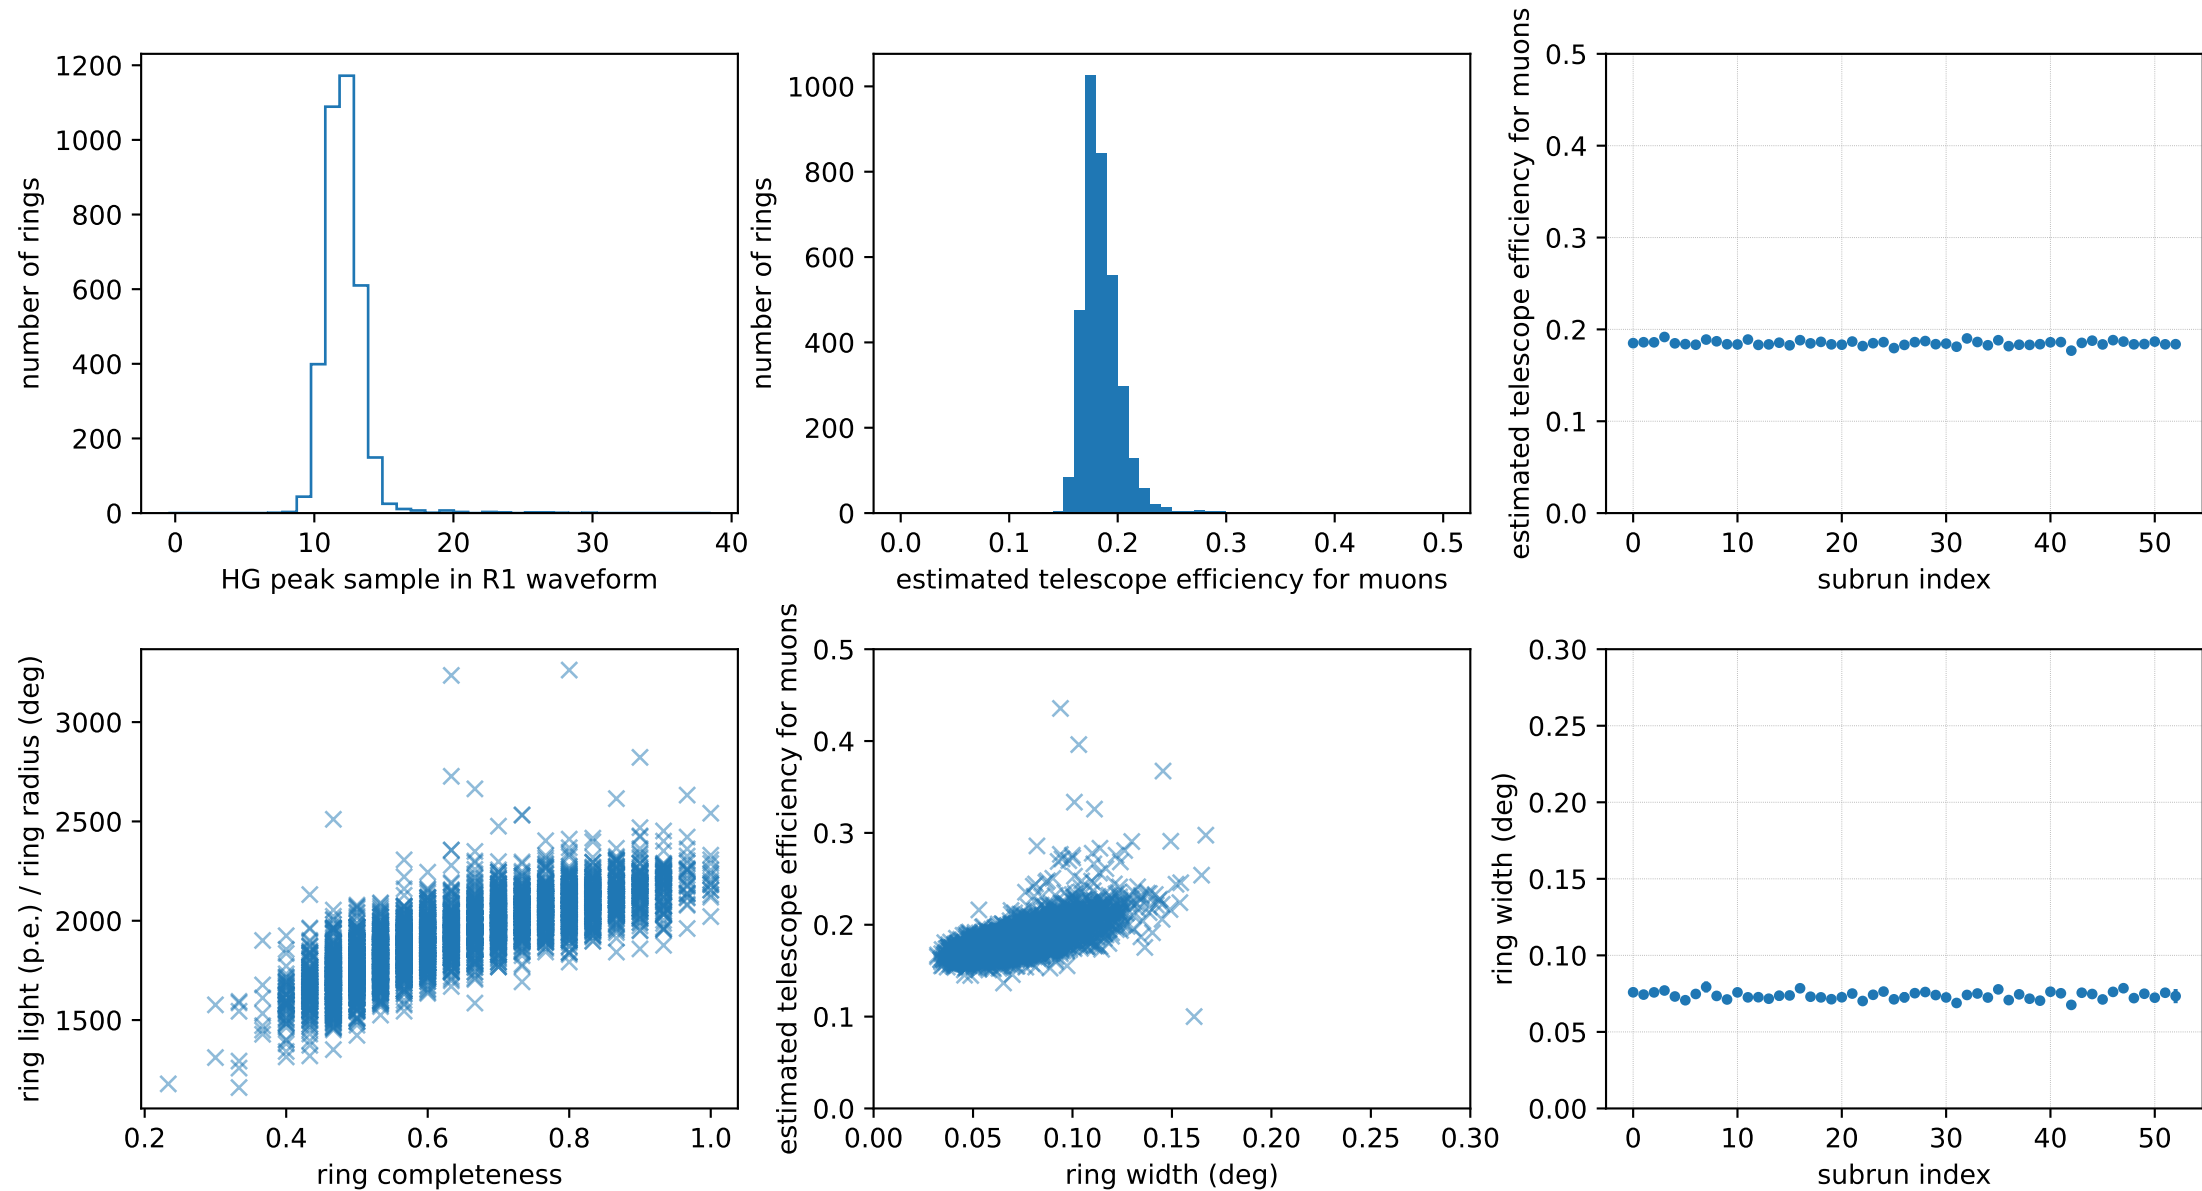 number of rings
1200
1000
800
600
400
200
0
0 10 20 30 40
HG peak sample in R1 waveform
number of rings
1000
800
600
400
200
0
0.0 0.1 0.2 0.3 0.4 0.5
estimated telescope efficiency for muons
estimated telescope efficiency for muons
0.5
0.4
0.3
0.2
0.1
0.0
0 10 20 30 40 50
subrun index
ring light (p.e.) / ring radius (deg)
3000
2500
2000
1500
0.2 0.4 0.6 0.8 1.0
ring completeness
estimated telescope efficiency for muons
0.5
0.4
0.3
0.2
0.1
0.0
0.00 0.05 0.10 0.15 0.20 0.25 0.30
ring width (deg)
ring width (deg)
0.30
0.25
0.20
0.15
0.10
0.05
0.00
0 10 20 30 40 50
subrun index